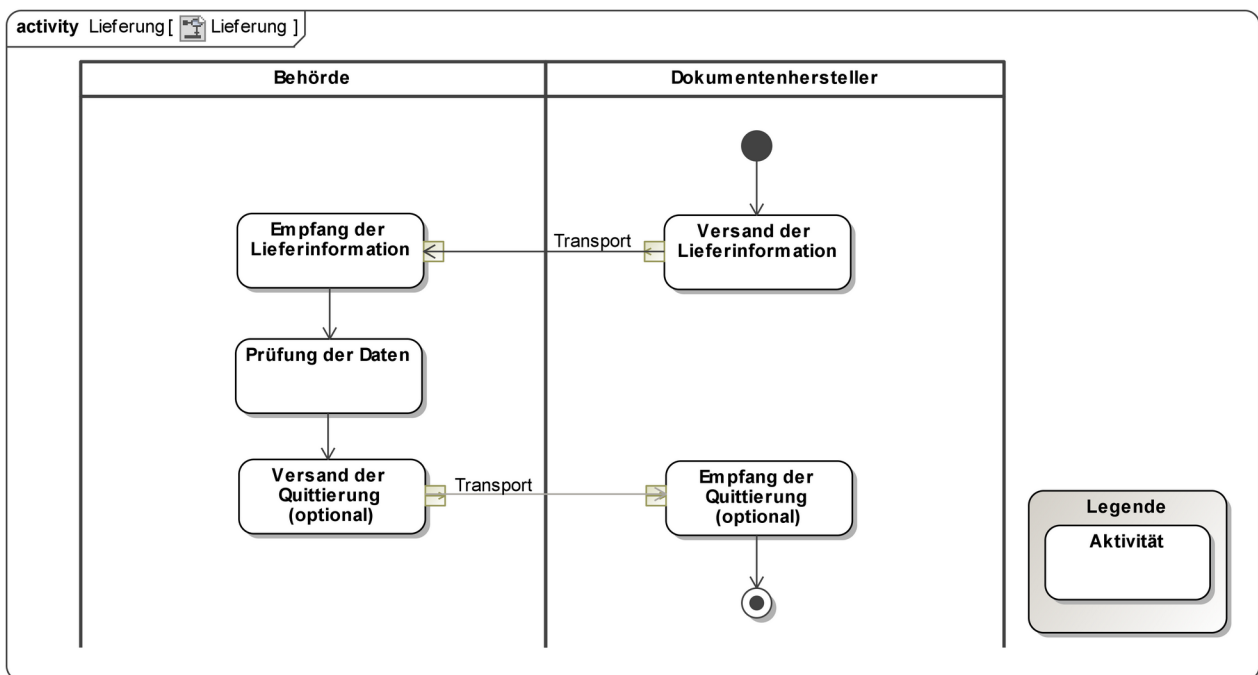 activity Lieferung [ Lieferung ]
Behörde
Dokumentenhersteller
Empfang der
Lieferinformation
Transport
Versand der
Lieferinformation
Prüfung der Daten
Versand der
Quittierung
(optional)
Transport
Empfang der
Quittierung
(optional)
Legende
Aktivität